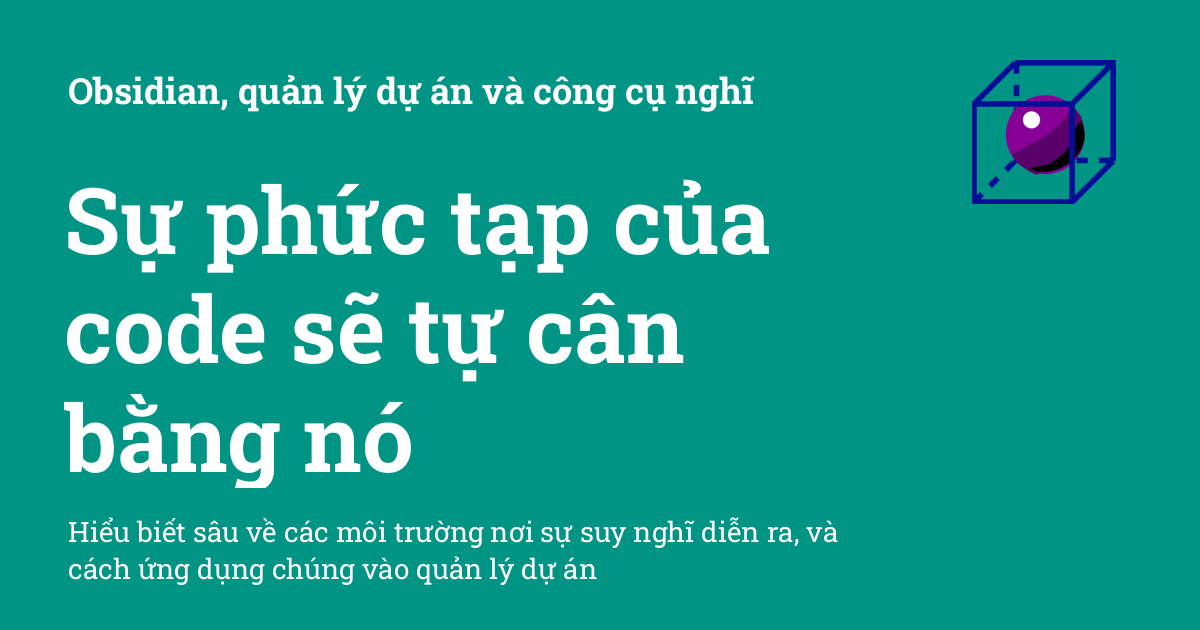 Obsidian, quản lý dự án và công cụ nghĩ
Sự phức tạp của
code sẽ tự cân
bằng nó
Hiểu biết sâu về các môi trường nơi sự suy nghĩ diễn ra, và
cách ứng dụng chúng vào quản lý dự án